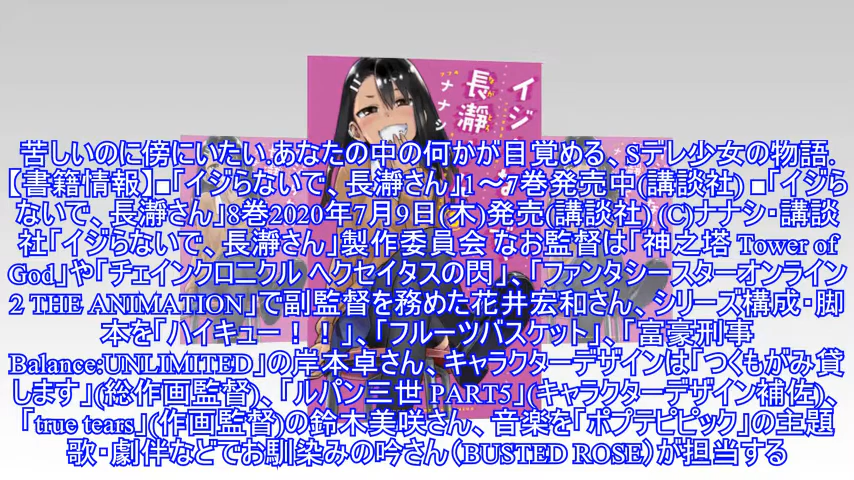 イジ
長瀞
ながとろ
ナナシ
苦しいのに傍にいたい.あなたの中の何かが目覚める、Sデレ少女の物語.
【書籍情報】■「イジらないで、長瀞さん」1～7巻発売中(講談社) ■「イジら
ないで、長瀞さん」8巻2020年7月9日(木)発売(講談社) (C)ナナシ・講談
社「イジらないで、長瀞さん」製作委員会 なお監督は「神之塔 Tower of
God」や「チェインクロニクル ヘクセイタスの閃」、「ファンタシースターオンライン
2 THE ANIMATION」で副監督を務めた花井宏和さん、シリーズ構成・脚
本を「ハイキュー！！」、「フルーツバスケット」、「富豪刑事
Balance:UNLIMITED」の岸本卓さん、キャラクターデザインは「つくもがみ貸
します」(総作画監督)、「ルパン三世 PART5」(キャラクターデザイン補佐)、
「true tears」(作画監督)の鈴木美咲さん、音楽を「ポプテピピック」の主題
歌・劇伴などでお馴染みの吟さん（BUSTED ROSE）が担当する